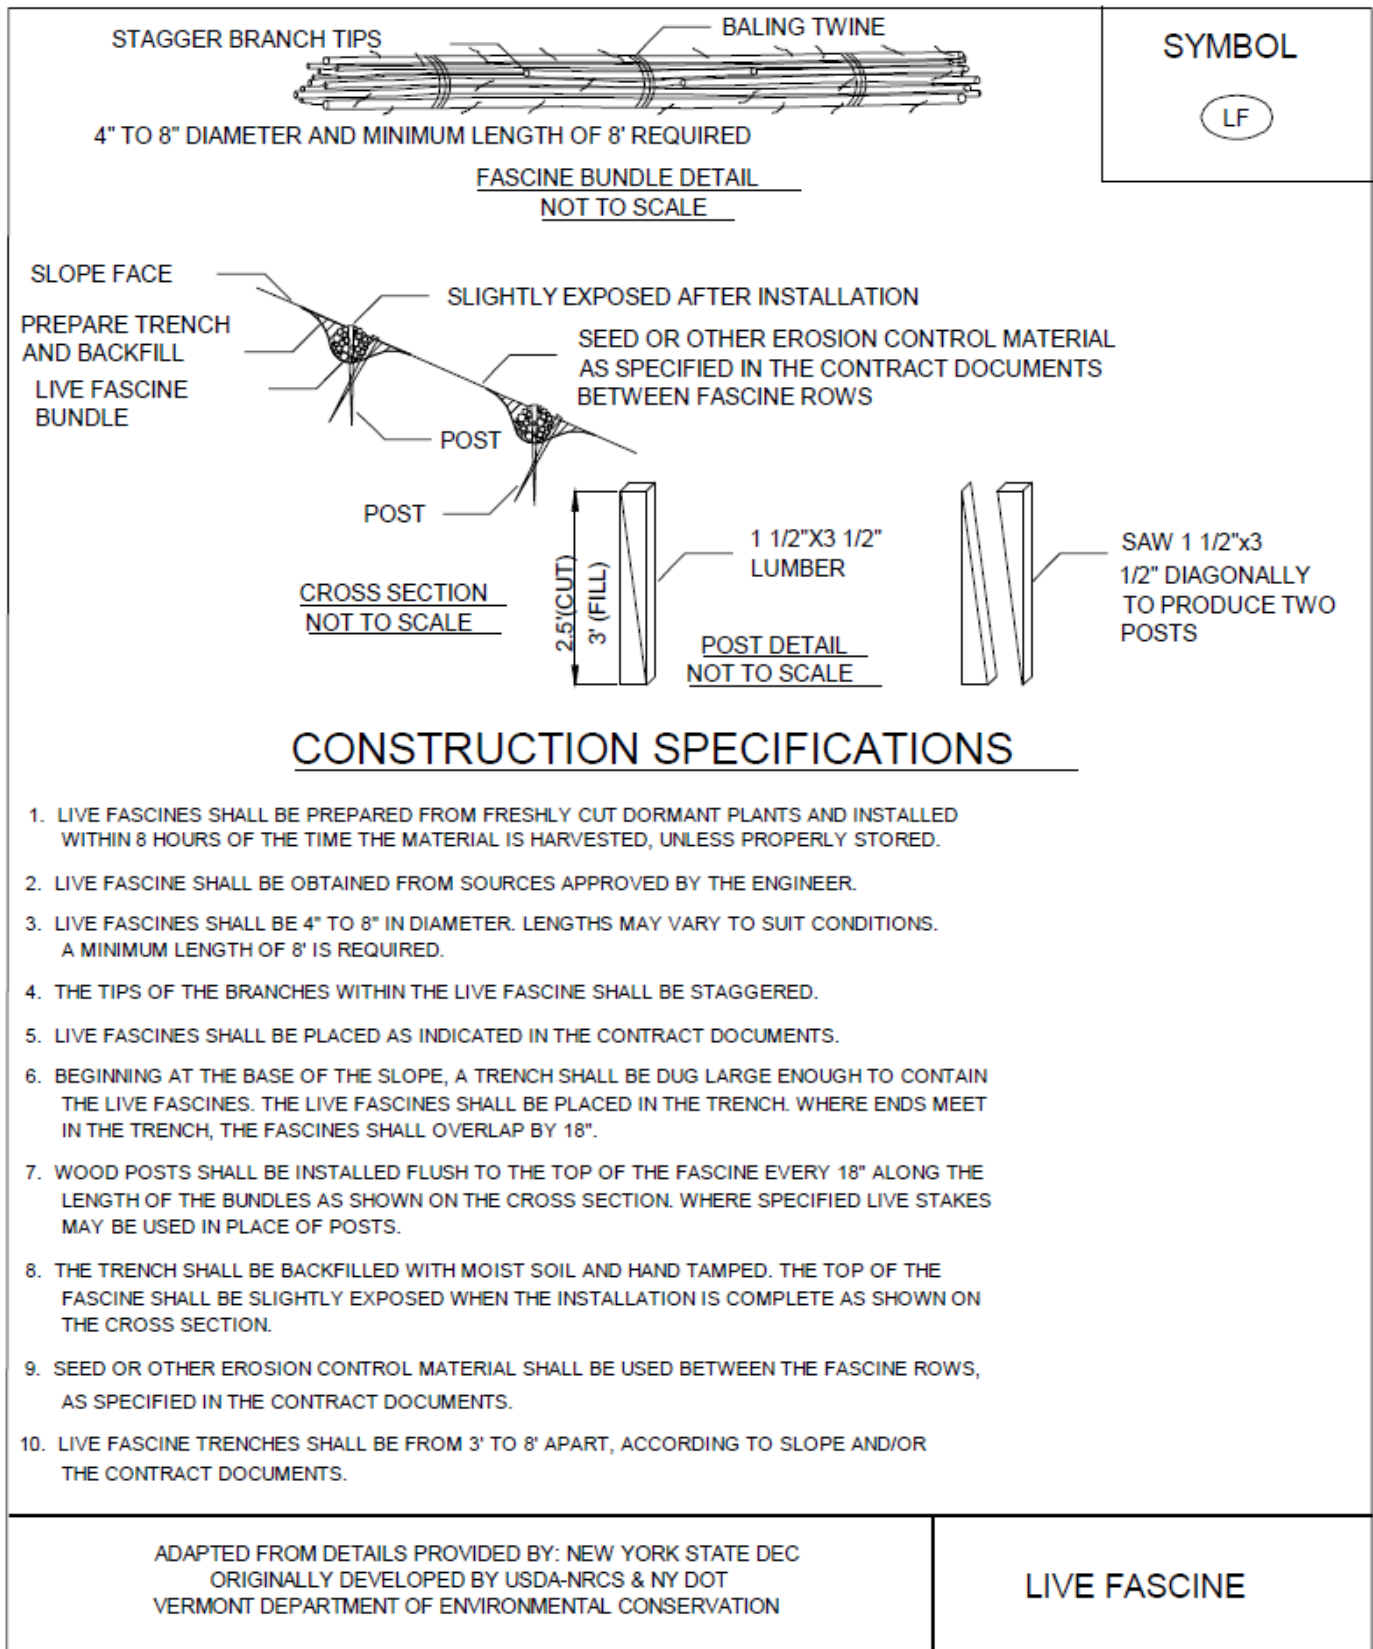 STAGGER BRANCH TIPS
BALING TWINE
SYMBOL
LF
4" TO 8" DIAMETER AND MINIMUM LENGTH OF 8' REQUIRED
FASCINE BUNDLE DETAIL
NOT TO SCALE
SLOPE FACE
SLIGHTLY EXPOSED AFTER INSTALLATION
PREPARE TRENCH
AND BACKFILL
SEED OR OTHER EROSION CONTROL MATERIAL
AS SPECIFIED IN THE CONTRACT DOCUMENTS
BETWEEN FASCINE ROWS
LIVE FASCINE
BUNDLE
POST
POST
CROSS SECTION
NOT TO SCALE
2.5'(CUT)
3' (FILL)
1 1/2"X3 1/2"
LUMBER
POST DETAIL
NOT TO SCALE
SAW 1 1/2"x3
1/2" DIAGONALLY
TO PRODUCE TWO
POSTS
CONSTRUCTION SPECIFICATIONS
1. LIVE FASCINES SHALL BE PREPARED FROM FRESHLY CUT DORMANT PLANTS AND INSTALLED
WITHIN 8 HOURS OF THE TIME THE MATERIAL IS HARVESTED, UNLESS PROPERLY STORED.
2. LIVE FASCINE SHALL BE OBTAINED FROM SOURCES APPROVED BY THE ENGINEER.
3. LIVE FASCINES SHALL BE 4" TO 8" IN DIAMETER. LENGTHS MAY VARY TO SUIT CONDITIONS.
A MINIMUM LENGTH OF 8' IS REQUIRED.
4. THE TIPS OF THE BRANCHES WITHIN THE LIVE FASCINE SHALL BE STAGGERED.
5. LIVE FASCINES SHALL BE PLACED AS INDICATED IN THE CONTRACT DOCUMENTS.
6. BEGINNING AT THE BASE OF THE SLOPE, A TRENCH SHALL BE DUG LARGE ENOUGH TO CONTAIN
THE LIVE FASCINES. THE LIVE FASCINES SHALL BE PLACED IN THE TRENCH. WHERE ENDS MEET
IN THE TRENCH, THE FASCINES SHALL OVERLAP BY 18".
7. WOOD POSTS SHALL BE INSTALLED FLUSH TO THE TOP OF THE FASCINE EVERY 18" ALONG THE
LENGTH OF THE BUNDLES AS SHOWN ON THE CROSS SECTION. WHERE SPECIFIED LIVE STAKES
MAY BE USED IN PLACE OF POSTS.
8. THE TRENCH SHALL BE BACKFILLED WITH MOIST SOIL AND HAND TAMPED. THE TOP OF THE
FASCINE SHALL BE SLIGHTLY EXPOSED WHEN THE INSTALLATION IS COMPLETE AS SHOWN ON
THE CROSS SECTION.
9. SEED OR OTHER EROSION CONTROL MATERIAL SHALL BE USED BETWEEN THE FASCINE ROWS,
AS SPECIFIED IN THE CONTRACT DOCUMENTS.
10. LIVE FASCINE TRENCHES SHALL BE FROM 3' TO 8' APART, ACCORDING TO SLOPE AND/OR
THE CONTRACT DOCUMENTS.
ADAPTED FROM DETAILS PROVIDED BY: NEW YORK STATE DEC
ORIGINALLY DEVELOPED BY USDA-NRCS & NY DOT
VERMONT DEPARTMENT OF ENVIRONMENTAL CONSERVATION
LIVE FASCINE